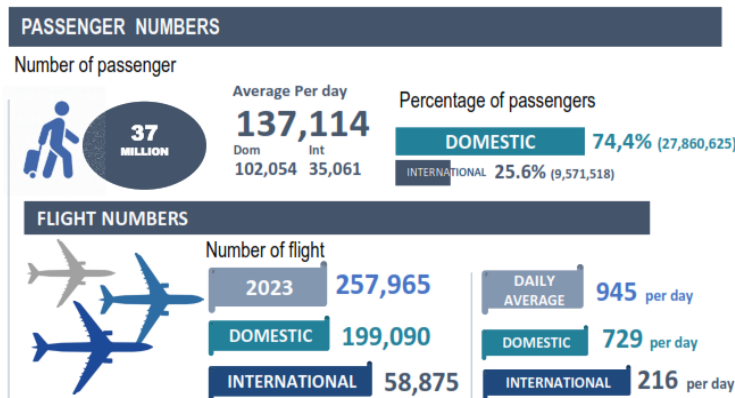 PASSENGER NUMBERS
Number of passenger
37
MILLION
Average Per day
137,114
Dom Int
102,054 35,061
Percentage of passengers
DOMESTIC 74,4% (27,860,625)
INTERNATIONAL 25.6% (9,571,518)
FLIGHT NUMBERS
Number of flight
2023 257,965
DOMESTIC 199,090
INTERNATIONAL 58,875
DAILY
AVERAGE 945 per day
DOMESTIC 729 per day
INTERNATIONAL 216 per day